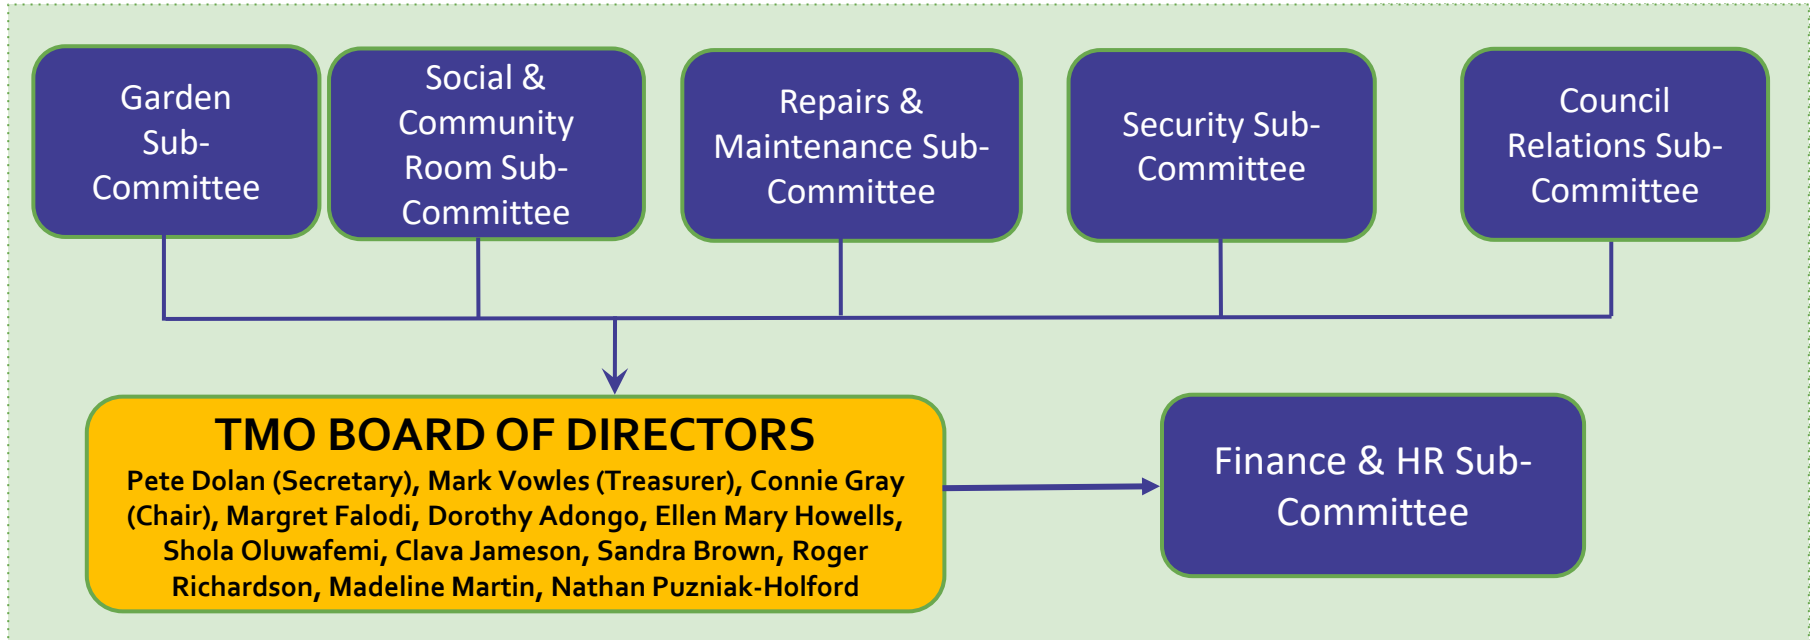 Garden
Sub-
Committee
Social &
Community
Room Sub-
Committee
Repairs &
Maintenance Sub-
Committee
Security Sub-
Committee
Council
Relations Sub-
Committee
TMO BOARD OF DIRECTORS
Pete Dolan (Secretary), Mark Vowles (Treasurer), Connie Gray
(Chair), Margret Falodi, Dorothy Adongo, Ellen Mary Howells,
Shola Oluwafemi, Clava Jameson, Sandra Brown, Roger
Richardson, Madeline Martin, Nathan Puzniak-Holford
Finance & HR Sub-
Committee